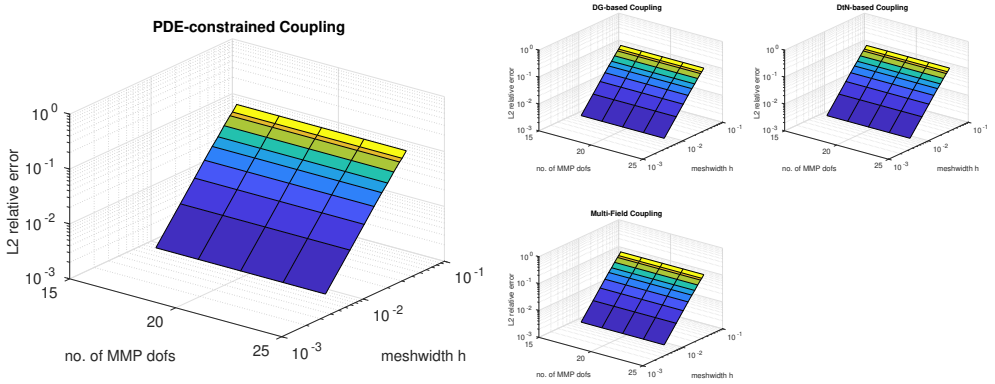 PDE-constrained Coupling
10^0
10^-1
10^-2
10^-3
L2 relative error
15
20
25
no. of MMP dofs
10^-3
10^-2
10^-1
meshwidth h
DG-based Coupling
10^0
10^-1
10^-2
10^-3
L2 relative error
15
20
25
no. of MMP dofs
10^-3
10^-2
10^-1
meshwidth h
DtN-based Coupling
10^0
10^-1
10^-2
10^-3
L2 relative error
15
20
25
no. of MMP dofs
10^-3
10^-2
10^-1
meshwidth h
Multi-Field Coupling
10^0
10^-1
10^-2
10^-3
L2 relative error
15
20
25
no. of MMP dofs
10^-3
10^-2
10^-1
meshwidth h